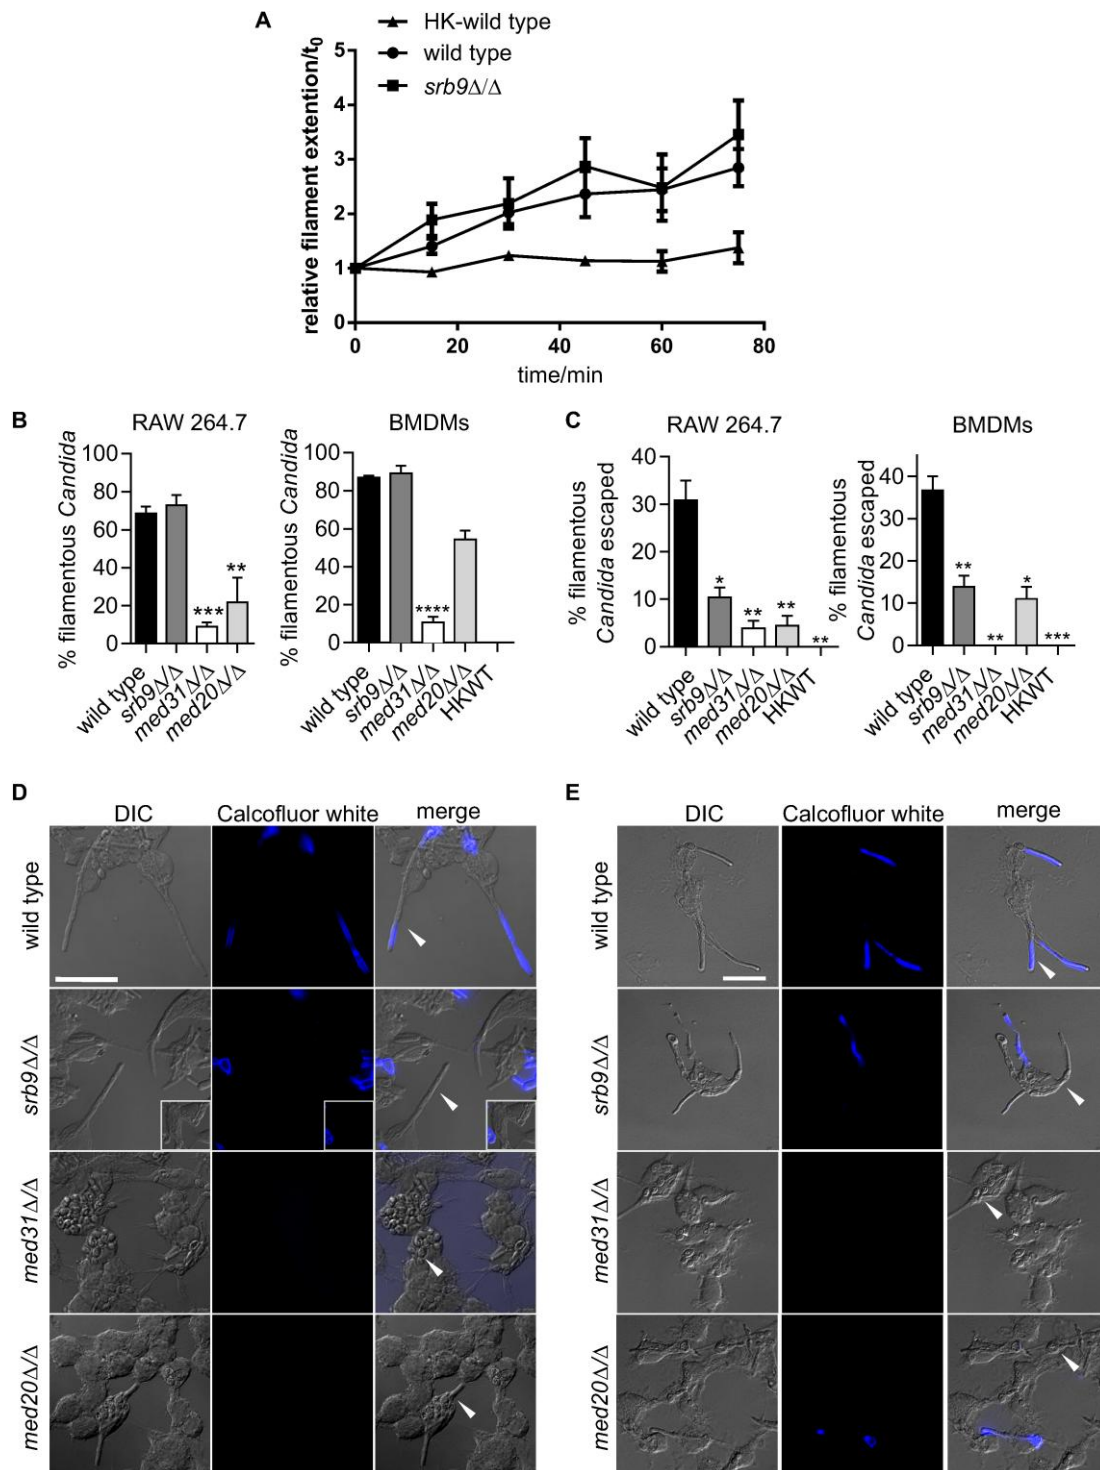 A
HK-wild type
wild type
srb9Δ/Δ
relative filament extention/t0
5
4
3
2
1
0
0 20 40 60 80
time/min
B
RAW 264.7
BMDMs
% filamentous Candida
100
80
60
40
20
0
*** **
wild type
srb9Δ/Δ
med31Δ/Δ
med20Δ/Δ
% filamentous Candida
100
80
60
40
20
0
****
wild type
srb9Δ/Δ
med31Δ/Δ
med20Δ/Δ
HKWT
C
RAW 264.7
BMDMs
% filamentous
Candida escaped
40
30
20
10
0
* ** ** **
wild type
srb9Δ/Δ
med31Δ/Δ
med20Δ/Δ
HKWT
% filamentous
Candida escaped
40
30
20
10
0
** ** * ***
wild type
srb9Δ/Δ
med31Δ/Δ
med20Δ/Δ
HKWT
D
DIC Calcofluor white merge
wild type
srb9Δ/Δ
med31Δ/Δ
med20Δ/Δ
E
DIC Calcofluor white merge
wild type
srb9Δ/Δ
med31Δ/Δ
med20Δ/Δ